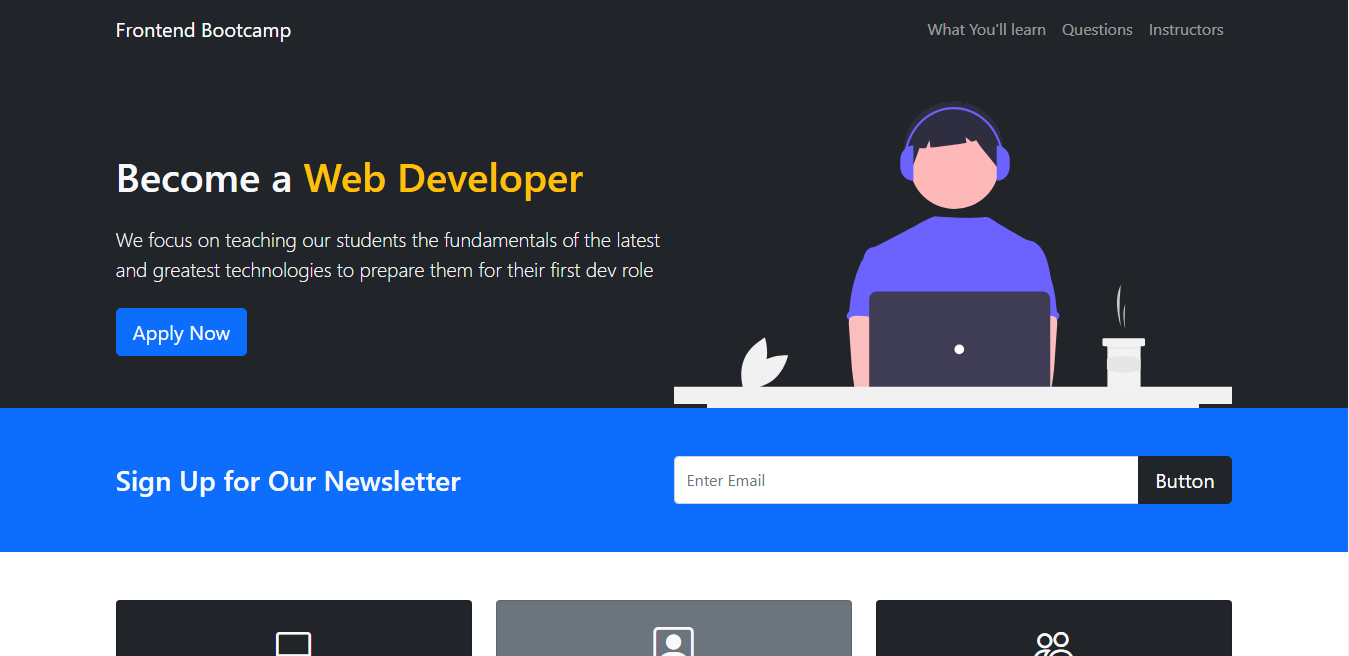 Frontend Bootcamp
What You'll learn
Questions
Instructors
Become a Web Developer
We focus on teaching our students the fundamentals of the latest
and greatest technologies to prepare them for their first dev role
Apply Now
Sign Up for Our Newsletter
Enter Email
Button